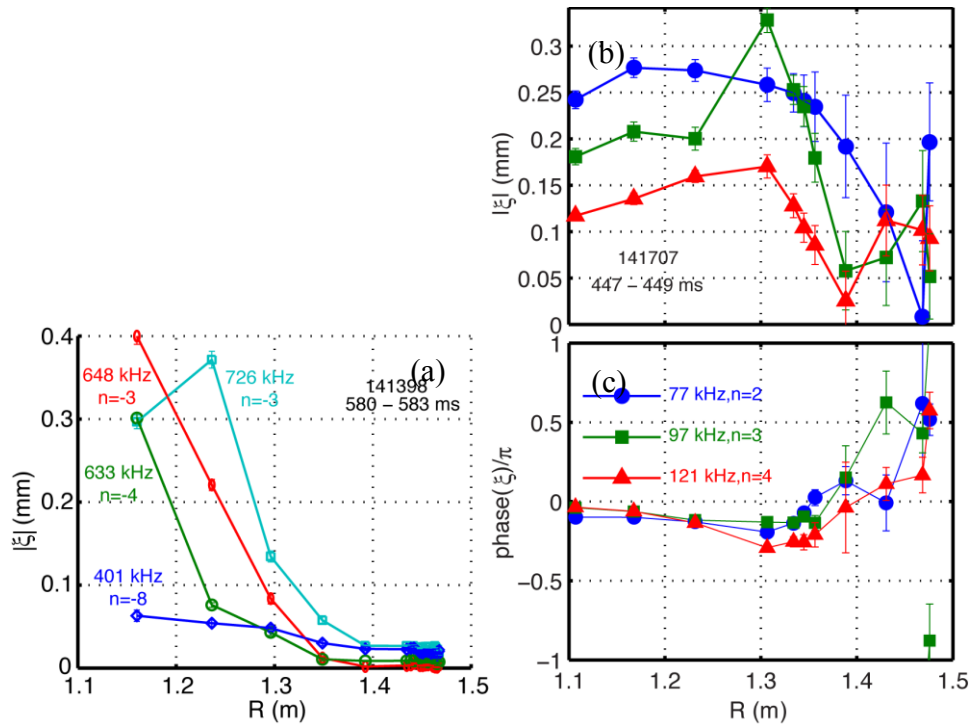 (b)
0.3
0.25
0.2
0.15
0.1
0.05
0
|ξ| (mm)
141707
447 – 449 ms
(a)
0.4
0.3
0.2
0.1
0
|ξ| (mm)
648 kHz
n=-3
726 kHz
n=-3
141398
580 – 583 ms
633 kHz
n=-4
401 kHz
n=-8
1.1 1.2 1.3 1.4 1.5
R (m)
(c)
1
0.5
0
−0.5
−1
phase(ξ)/π
77 kHz,n=2
97 kHz,n=3
121 kHz,n=4
1.1 1.2 1.3 1.4 1.5
R (m)